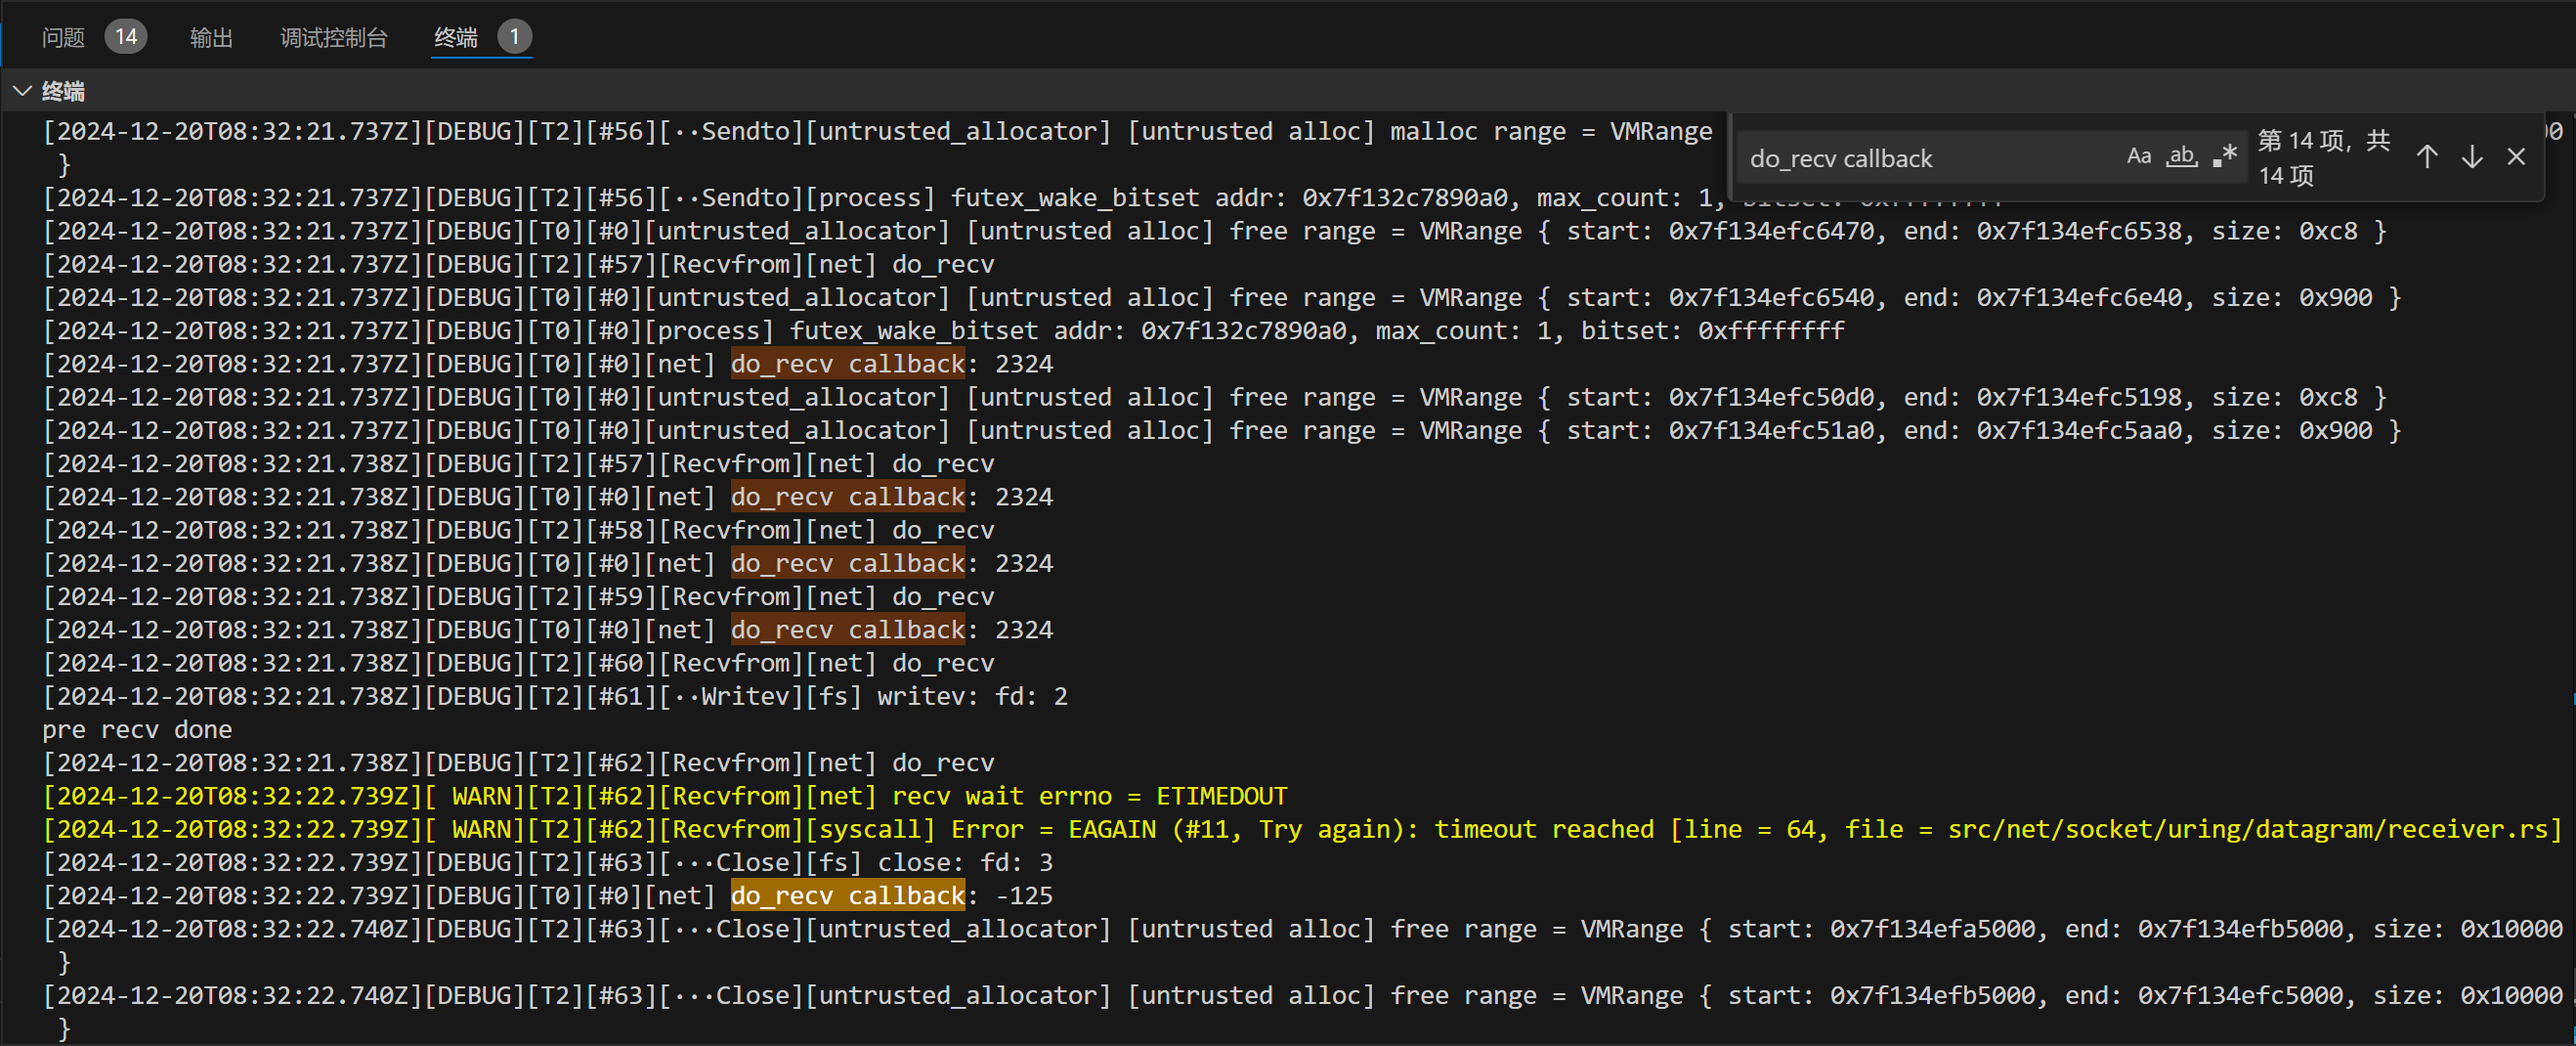 问题 14 输出 调试控制台 终端 1
终端
do_recv callback Aa ab .* 第 14 项, 共 14 项
[2024-12-20T08:32:21.737Z][DEBUG][T2][#56][··Sendto][untrusted_allocator] [untrusted alloc] malloc range = VMRange
}
[2024-12-20T08:32:21.737Z][DEBUG][T2][#56][··Sendto][process] futex_wake_bitset addr: 0x7f132c7890a0, max_count: 1, bitset: 0xffffffff
[2024-12-20T08:32:21.737Z][DEBUG][T0][#0][untrusted_allocator] [untrusted alloc] free range = VMRange { start: 0x7f134efc6470, end: 0x7f134efc6538, size: 0xc8 }
[2024-12-20T08:32:21.737Z][DEBUG][T2][#57][Recvfrom][net] do_recv
[2024-12-20T08:32:21.737Z][DEBUG][T0][#0][untrusted_allocator] [untrusted alloc] free range = VMRange { start: 0x7f134efc6540, end: 0x7f134efc6e40, size: 0x900 }
[2024-12-20T08:32:21.737Z][DEBUG][T0][#0][process] futex_wake_bitset addr: 0x7f132c7890a0, max_count: 1, bitset: 0xffffffff
[2024-12-20T08:32:21.737Z][DEBUG][T0][#0][net] do_recv callback: 2324
[2024-12-20T08:32:21.737Z][DEBUG][T0][#0][untrusted_allocator] [untrusted alloc] free range = VMRange { start: 0x7f134efc50d0, end: 0x7f134efc5198, size: 0xc8 }
[2024-12-20T08:32:21.737Z][DEBUG][T0][#0][untrusted_allocator] [untrusted alloc] free range = VMRange { start: 0x7f134efc51a0, end: 0x7f134efc5aa0, size: 0x900 }
[2024-12-20T08:32:21.738Z][DEBUG][T2][#57][Recvfrom][net] do_recv
[2024-12-20T08:32:21.738Z][DEBUG][T0][#0][net] do_recv callback: 2324
[2024-12-20T08:32:21.738Z][DEBUG][T2][#58][Recvfrom][net] do_recv
[2024-12-20T08:32:21.738Z][DEBUG][T0][#0][net] do_recv callback: 2324
[2024-12-20T08:32:21.738Z][DEBUG][T2][#59][Recvfrom][net] do_recv
[2024-12-20T08:32:21.738Z][DEBUG][T0][#0][net] do_recv callback: 2324
[2024-12-20T08:32:21.738Z][DEBUG][T2][#60][Recvfrom][net] do_recv
[2024-12-20T08:32:21.738Z][DEBUG][T2][#61][··Writev][fs] writev: fd: 2
pre recv done
[2024-12-20T08:32:21.738Z][DEBUG][T2][#62][Recvfrom][net] do_recv
[2024-12-20T08:32:22.739Z][ WARN][T2][#62][Recvfrom][net] recv wait errno = ETIMEDOUT
[2024-12-20T08:32:22.739Z][ WARN][T2][#62][Recvfrom][syscall] Error = EAGAIN (#11, Try again): timeout reached [line = 64, file = src/net/socket/uring/datagram/receiver.rs]
[2024-12-20T08:32:22.739Z][DEBUG][T2][#63][···Close][fs] close: fd: 3
[2024-12-20T08:32:22.739Z][DEBUG][T0][#0][net] do_recv callback: -125
[2024-12-20T08:32:22.740Z][DEBUG][T2][#63][···Close][untrusted_allocator] [untrusted alloc] free range = VMRange { start: 0x7f134efa5000, end: 0x7f134efb5000, size: 0x10000
}
[2024-12-20T08:32:22.740Z][DEBUG][T2][#63][···Close][untrusted_allocator] [untrusted alloc] free range = VMRange { start: 0x7f134efb5000, end: 0x7f134efc5000, size: 0x10000
}